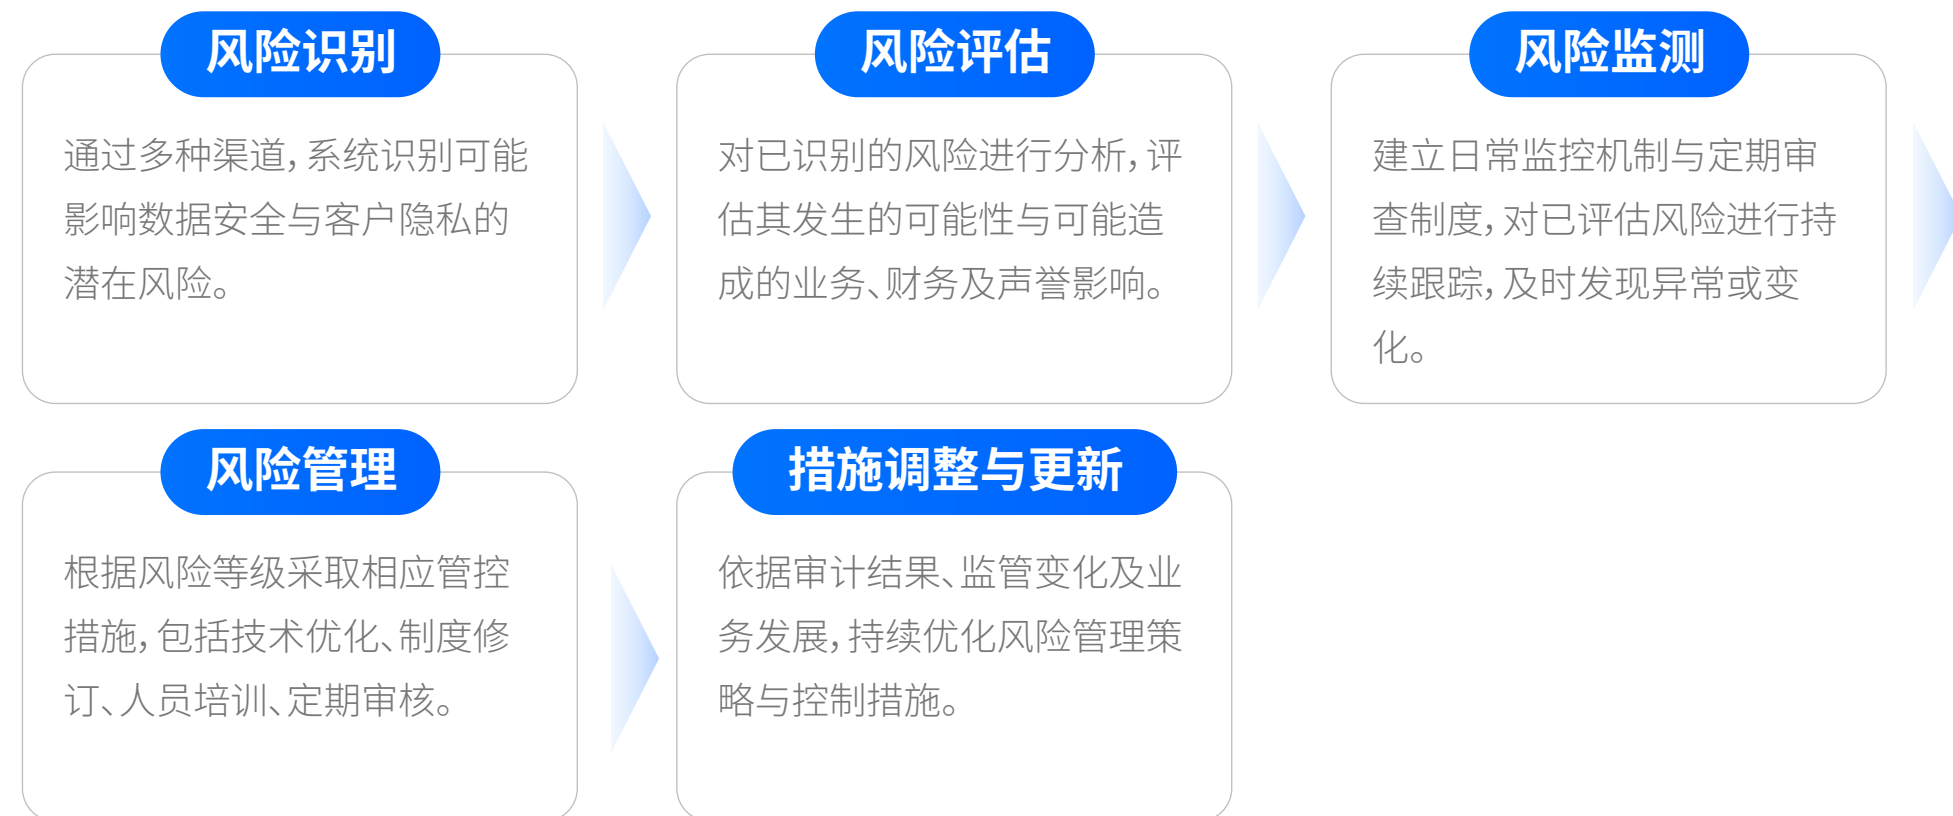 风险识别
通过多种渠道，系统识别可能
影响数据安全与客户隐私的
潜在风险。
风险评估
对已识别的风险进行分析，评
估其发生的可能性与可能造
成的业务、财务及声誉影响。
风险监测
建立日常监控机制与定期审
查制度，对已评估风险进行持
续跟踪，及时发现异常或变
化。
风险管理
根据风险等级采取相应管控
措施，包括技术优化、制度修
订、人员培训、定期审核。
措施调整与更新
依据审计结果、监管变化及业
务发展，持续优化风险管理策
略与控制措施。